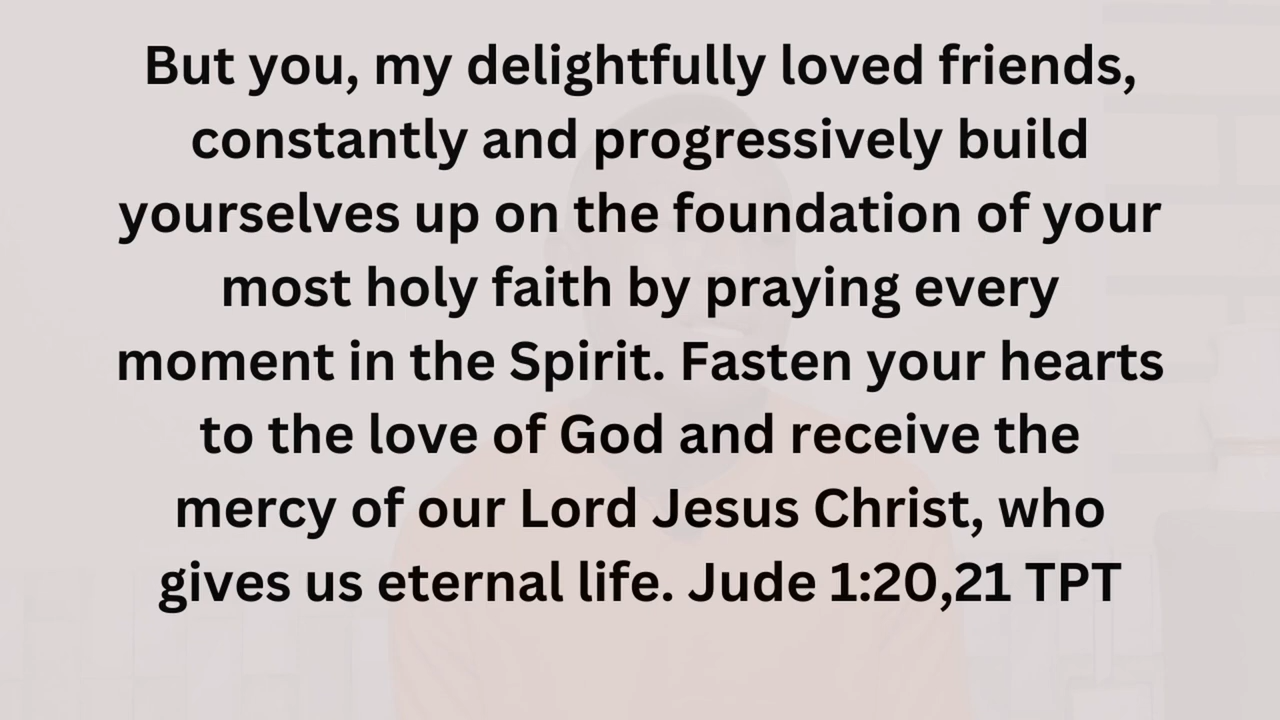 But you, my delightfully loved friends,
constantly and progressively build
yourselves up on the foundation of your
most holy faith by praying every
moment in the Spirit. Fasten your hearts
to the love of God and receive the
mercy of our Lord Jesus Christ, who
gives us eternal life. Jude 1:20,21 TPT